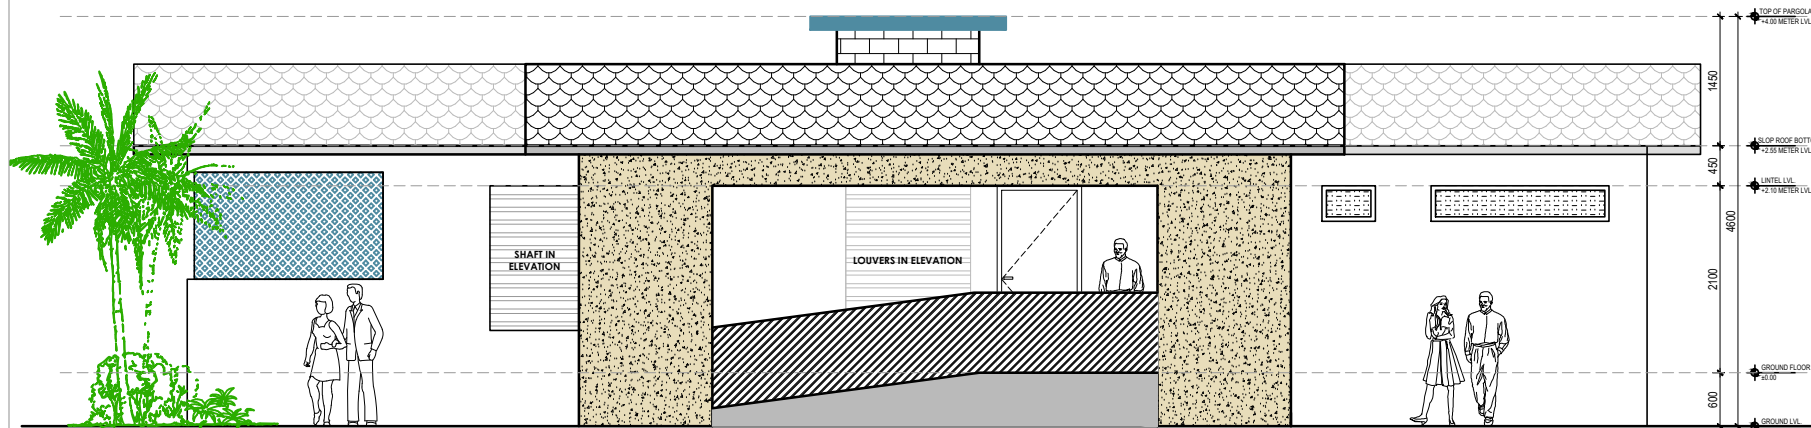 TOP OF PARGOLA
+4.00 METER LVL
1450
SLOP ROOF BOTT
+2.55 METER LVL
450
LINTEL LVL.
+2.10 METER LVL
4600
SHAFT IN
ELEVATION
LOUVERS IN ELEVATION
2100
GROUND FLOOR
±0.00
600
GROUND LVL.